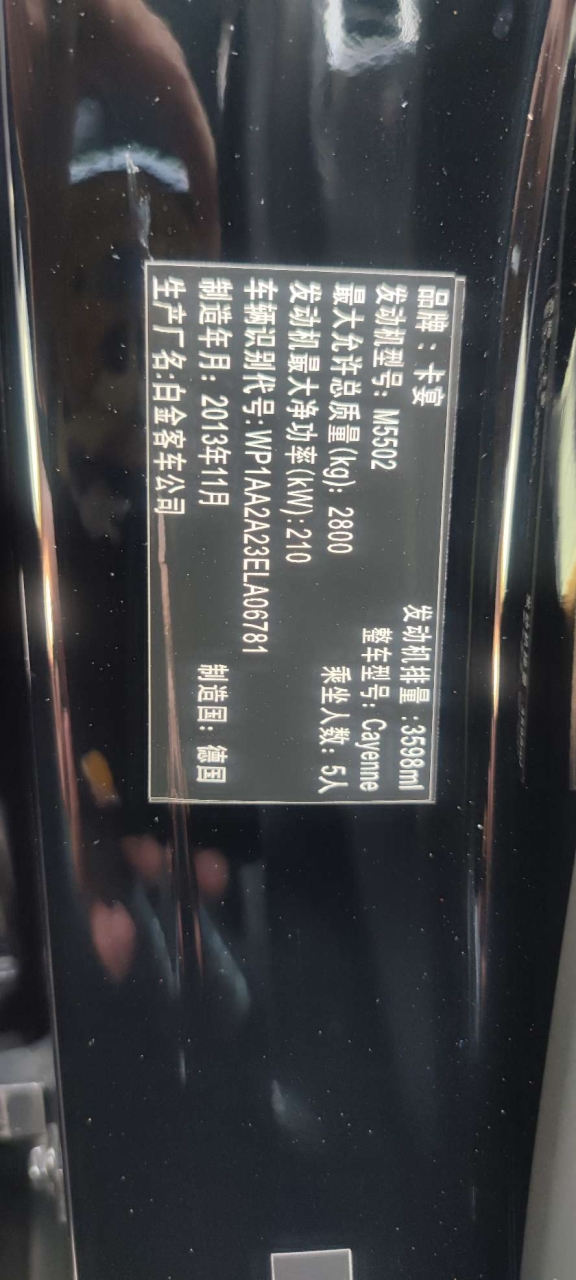 品牌：卡宴
发动机型号：M5502 发动机排量:3598ml
最大允许总质量(kg)：2800 整车型号：Cayenne
发动机最大净功率(kW):210 乘坐人数：5人
车辆识别代号:WP1AA2A23ELA06781
制造年月：2013年11月 制造国：德国
生产厂名:白金客车公司